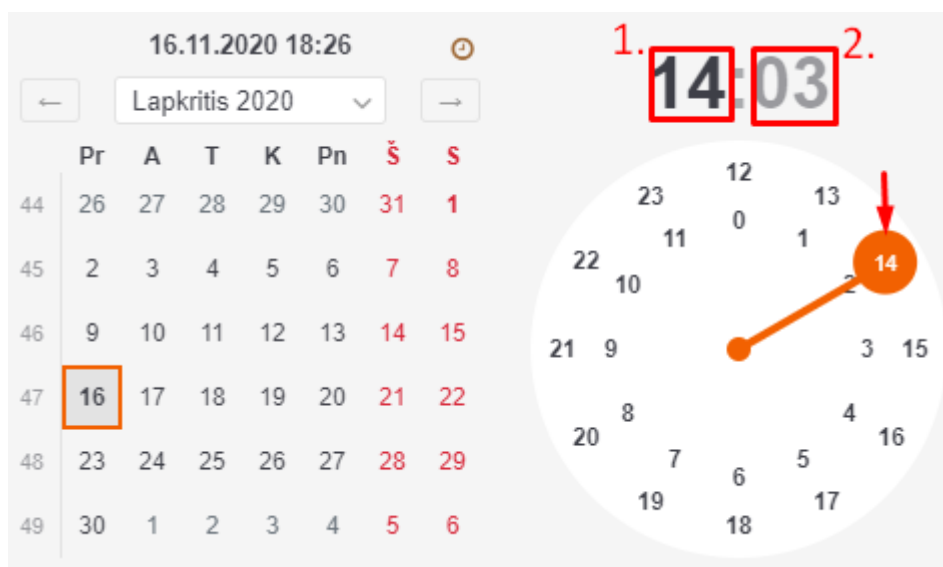 16.11.2020 18:26
← Lapkritis 2020 →
Pr A T K Pn Š S
44 26 27 28 29 30 31 1
45 2 3 4 5 6 7 8
46 9 10 11 12 13 14 15
47 16 17 18 19 20 21 22
48 23 24 25 26 27 28 29
49 30 1 2 3 4 5 6
1. 14:03 2.
12
23 13
0
11 1
22 14
10 2
21 9 3 15
8 4
20 16
7 5
6
19 17
18